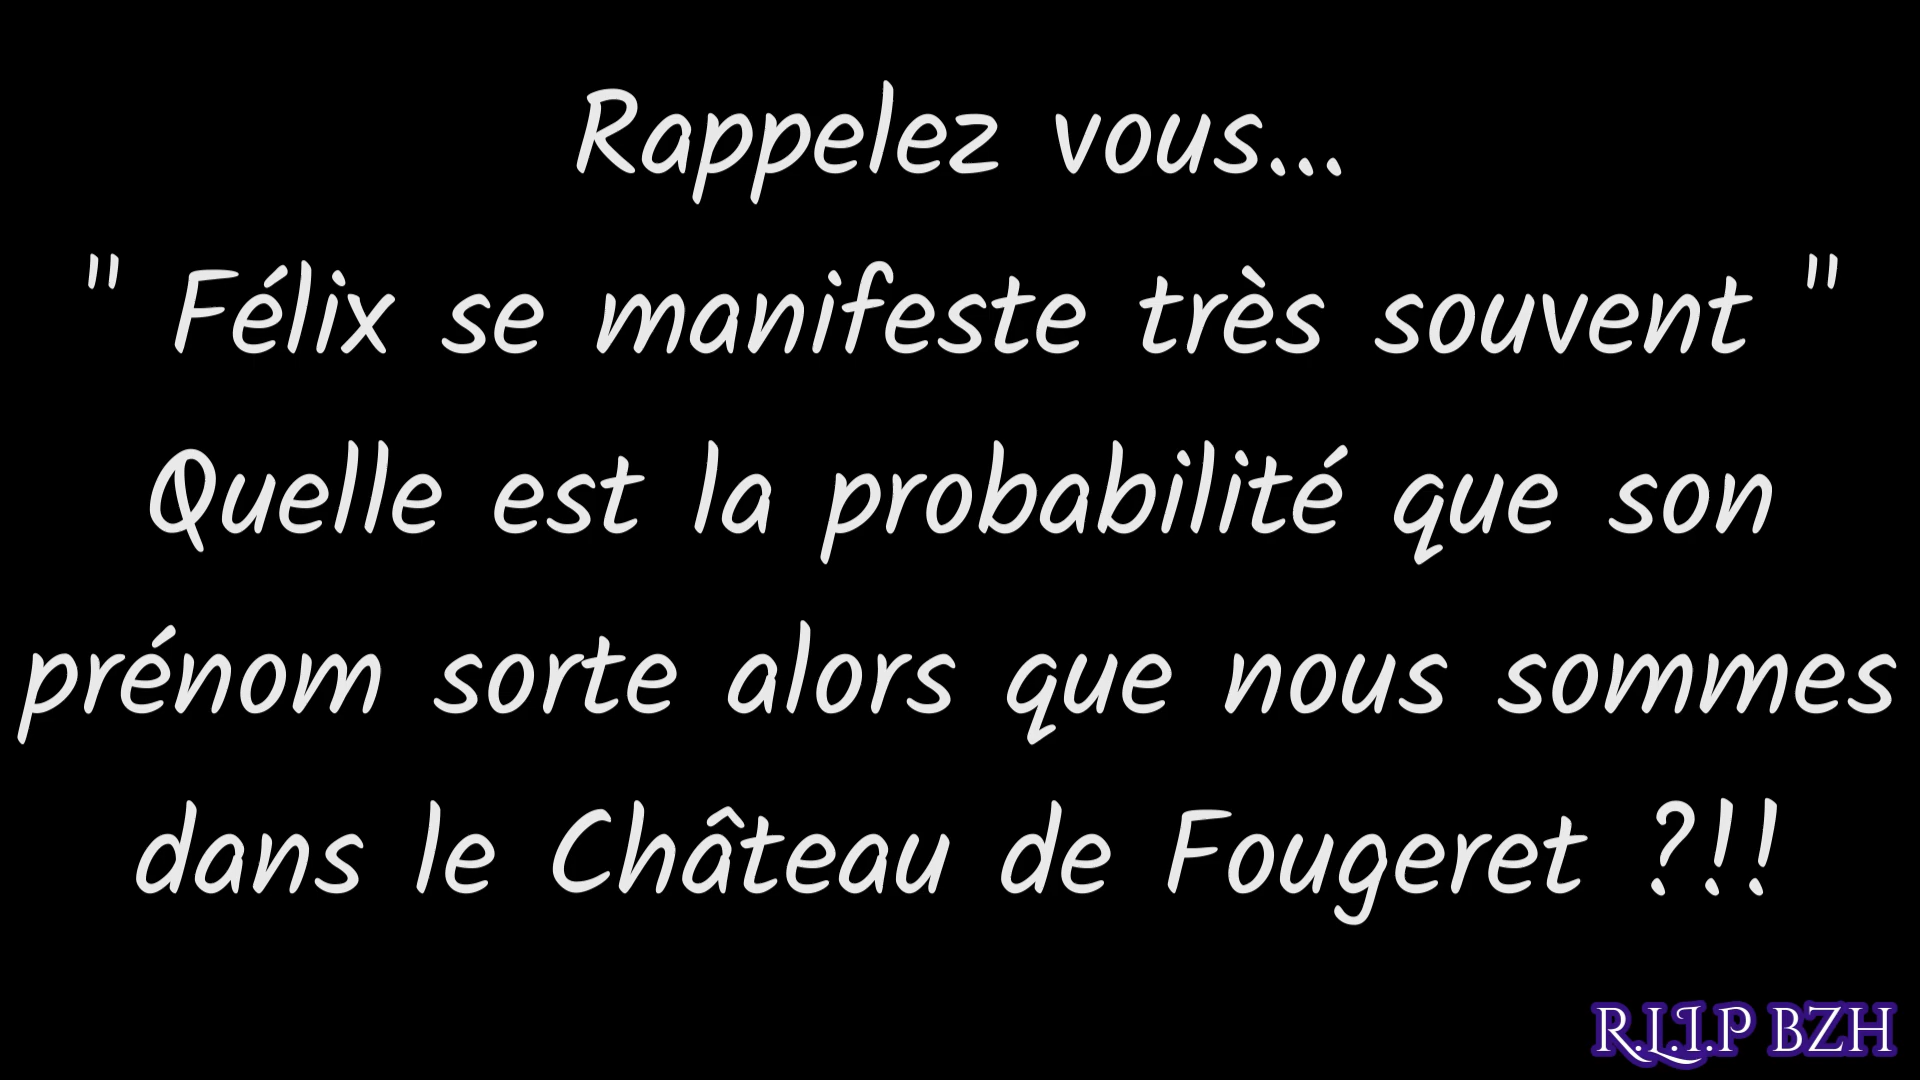 Rappelez vous...
" Félix se manifeste très souvent "
Quelle est la probabilité que son
prénom sorte alors que nous sommes
dans le Château de Fougeret ?!!
R.L.I.P BZH